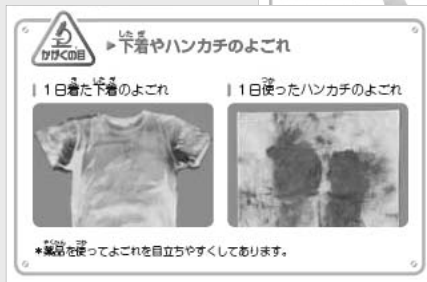 かがくの目
▶下着やハンカチのよごれ
1日着た下着のよごれ
1日使ったハンカチのよごれ
*薬品を使ってよごれを目立ちやすくしてあります。